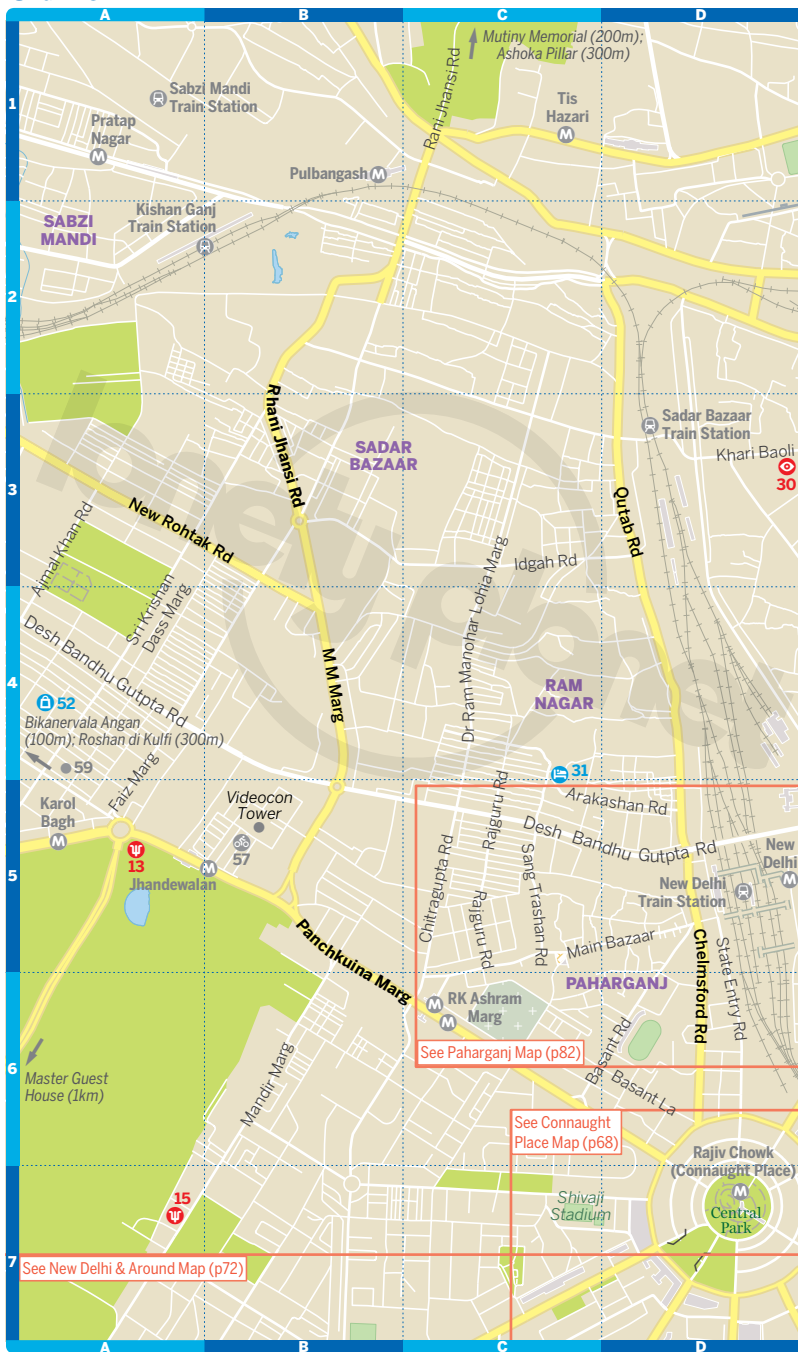 A
B
C
D
Mutiny Memorial (200m);
Ashoka Pillar (300m)
Rani Jhansi Rd
1
Sabzi Mandi
Train Station
Tis
Hazari
Pratap
Nagar
M
M
Pulbangash
M
SABZI
MANDI
Kishan Ganj
Train Station
2
Rhani Jhansi Rd
SADAR
BAZAAR
Sadar Bazaar
Train Station
Khari Baoli
30
3
Qutab Rd
New Rohtak Rd
Ajmal Khan Rd
Idgah Rd
Sri Krishan
Dass Marg
Dr Ram Manohar Lohia Marg
lonely planet
Desh Bandhu Gutpta Rd
M M Marg
4
RAM
NAGAR
52
Bikanervala Angan
(100m); Roshan di Kulfi (300m)
59
31
Faiz Marg
Rajguru Rd
Arakashan Rd
Karol
Bagh
M
Videocon
Tower
57
13
Jhandewalan
M
Desh Bandhu Gutpta Rd
New
Delhi
M
5
Chitragupta Rd
Sang Trashan Rd
Rajguru Rd
New Delhi
Train Station
Main Bazaar
Panchkuina Marg
Chelmsford Rd
State Entry Rd
PAHARGANJ
M
M
RK Ashram
Marg
See Paharganj Map (p82)
Basant Rd
Basant La
6
Master Guest
House (1km)
Mandir Marg
See Connaught
Place Map (p68)
Rajiv Chowk
(Connaught Place)
M
15
Shivaji
Stadium
Central
Park
7
See New Delhi & Around Map (p72)
A
B
C
D